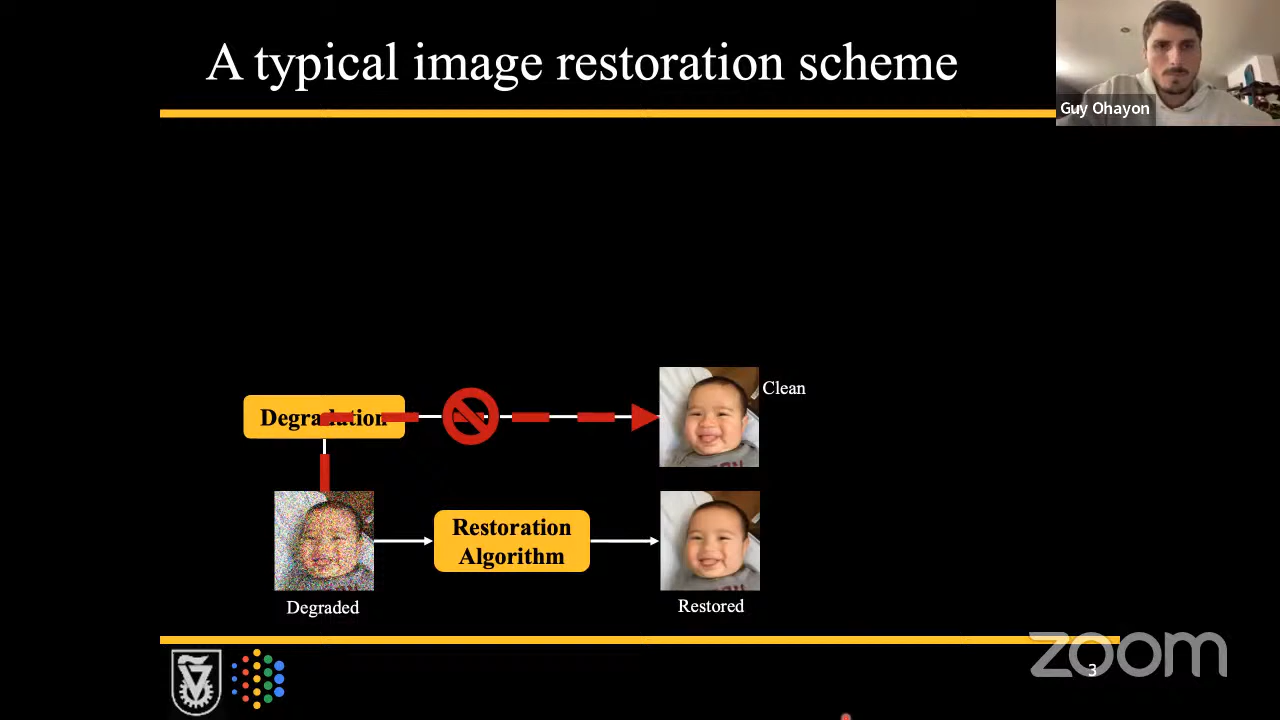 A typical image restoration scheme
Guy Ohayon
Clean
Degradation
Restoration
Algorithm
Degraded
Restored
zoom
3